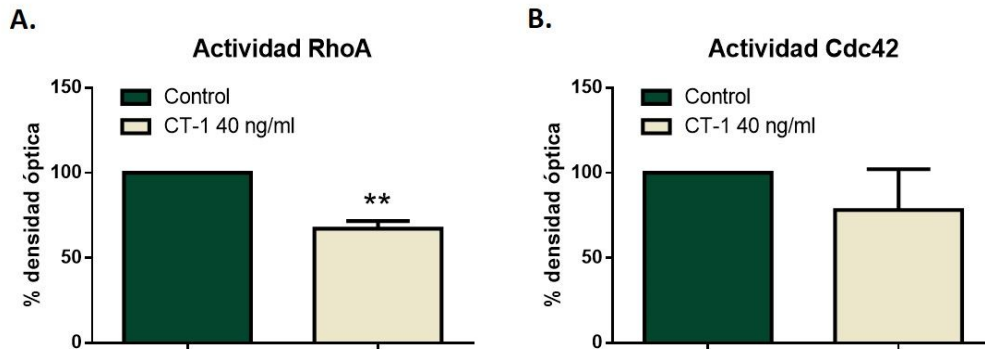 A.
Actividad RhoA
% densidad óptica
150
100
50
0
Control
CT-1 40 ng/ml
**
B.
Actividad Cdc42
% densidad óptica
150
100
50
0
Control
CT-1 40 ng/ml